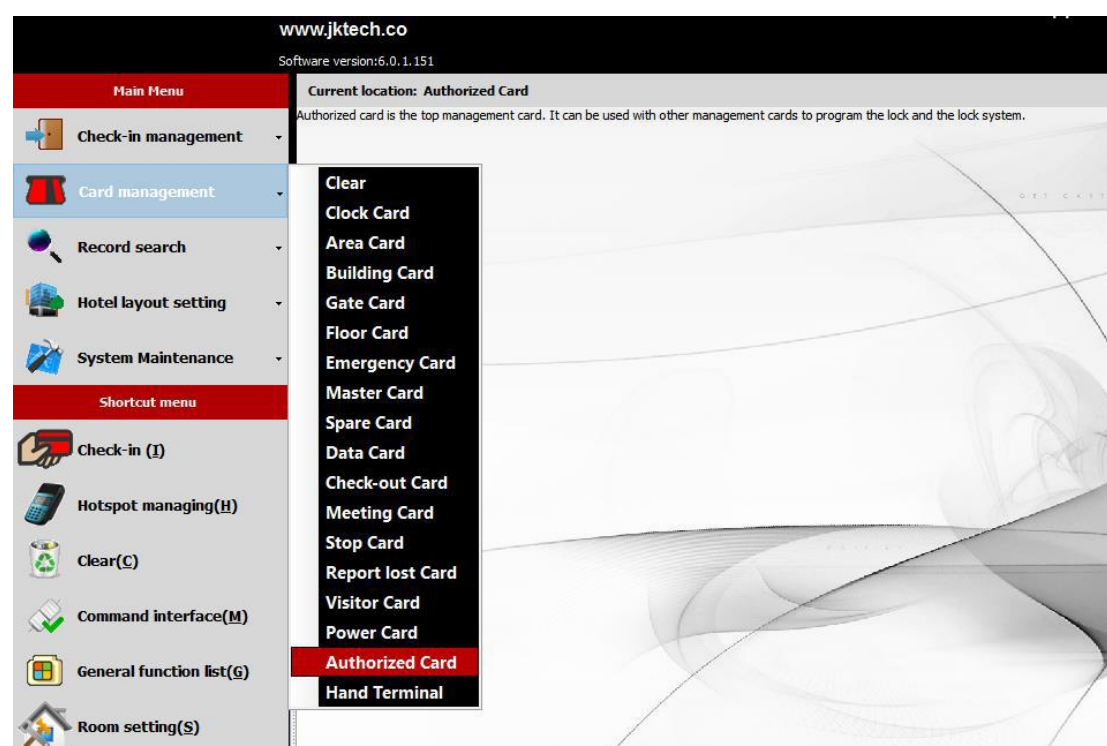 www.jktech.co
Software version:6.0.1.151
Main Menu
Current location: Authorized Card
Authorized card is the top management card. It can be used with other management cards to program the lock and the lock system.
Check-in management
Card management
Record search
Hotel layout setting
System Maintenance
Clear
Clock Card
Area Card
Building Card
Gate Card
Floor Card
Emergency Card
Master Card
Spare Card
Data Card
Check-out Card
Meeting Card
Stop Card
Report lost Card
Visitor Card
Power Card
Authorized Card
Hand Terminal
Shortcut menu
Check-in (I)
Hotspot managing(H)
Clear(C)
Command interface(M)
General function list(G)
Room setting(S)